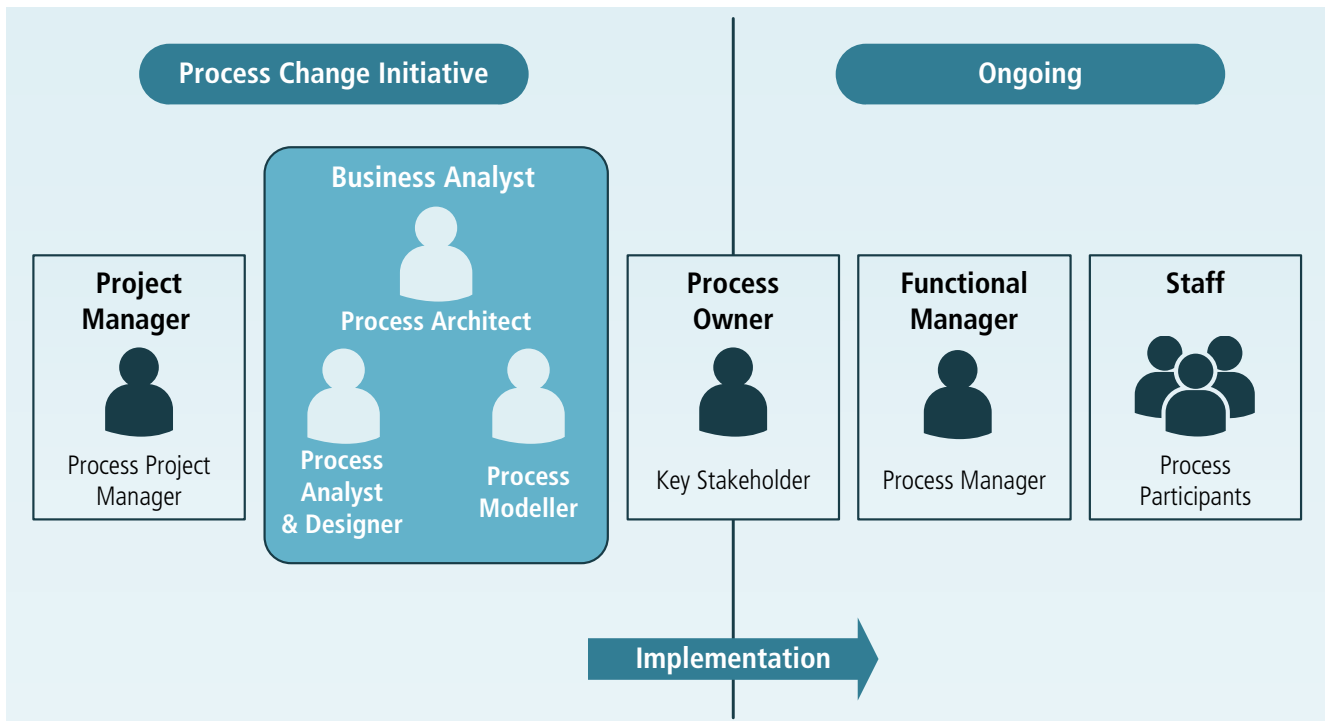 Process Change Initiative
Ongoing
Business Analyst
Process Architect
Process
Analyst
& Designer
Process
Modeller
Project
Manager
Process Project
Manager
Process
Owner
Key Stakeholder
Functional
Manager
Process Manager
Staff
Process
Participants
Implementation